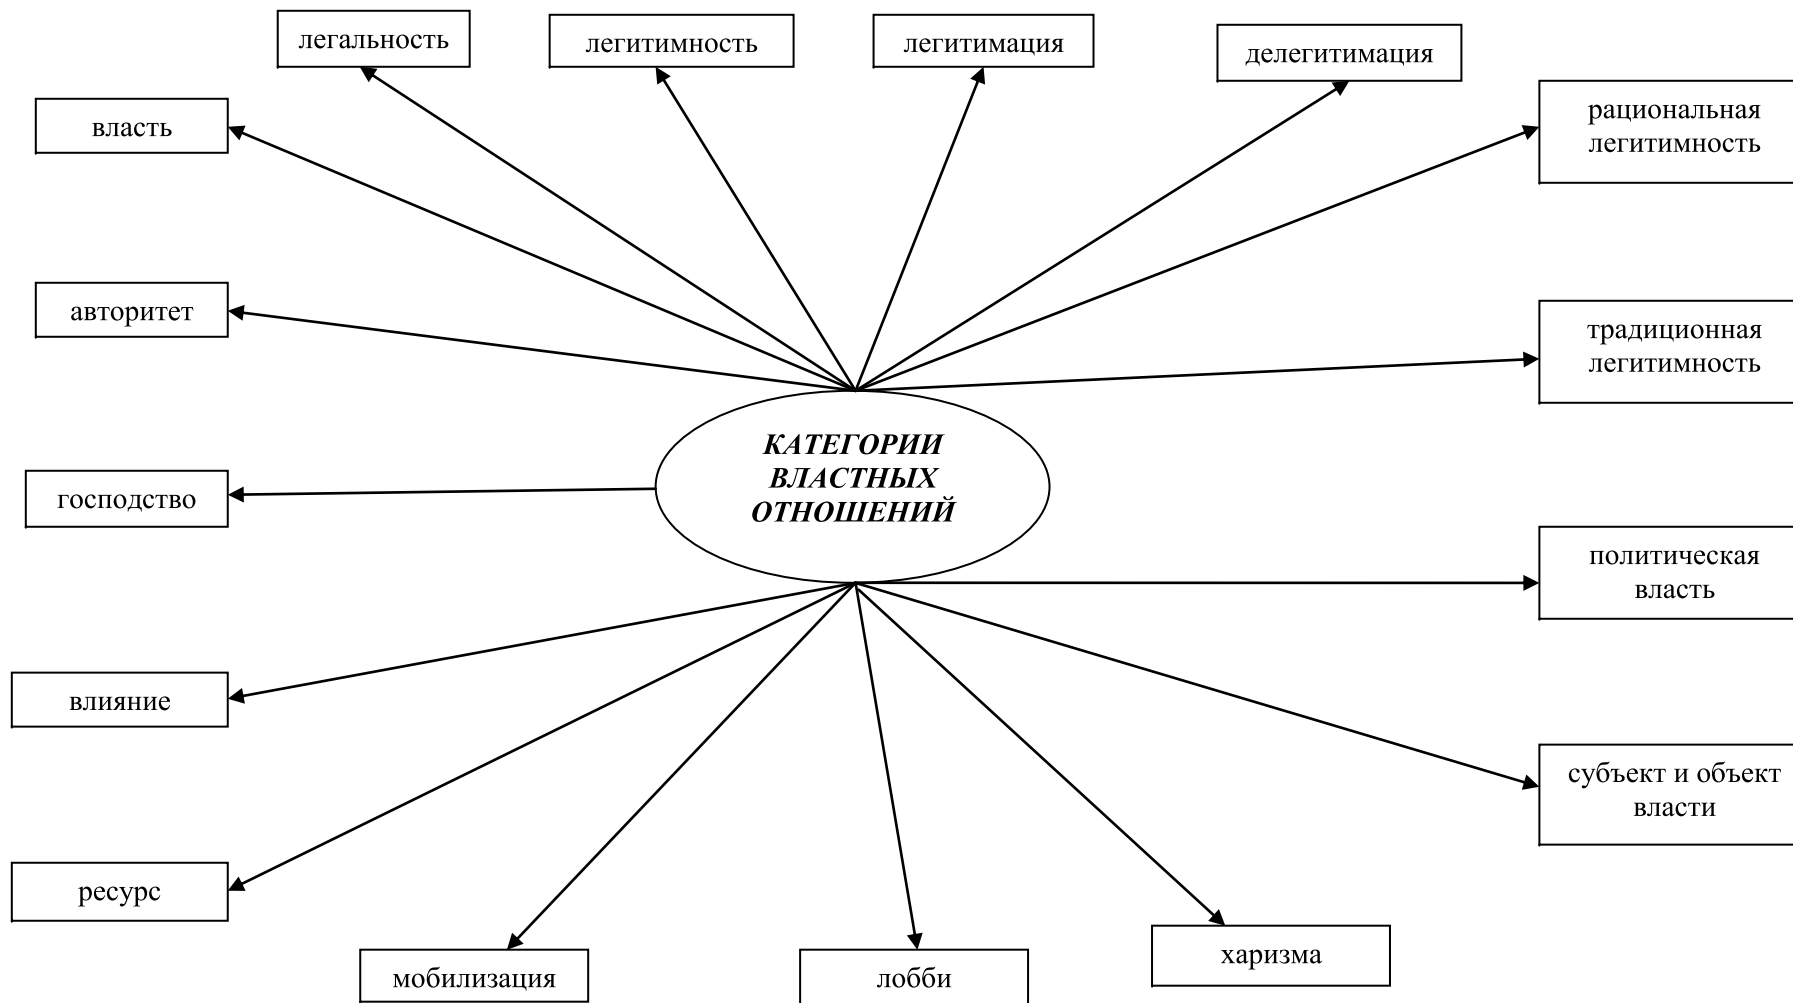 легальность
легитимность
легитимация
делегитимация
власть
рациональная
легитимность
авторитет
традиционная
легитимность
КАТЕГОРИИ
ВЛАСТНЫХ
ОТНОШЕНИЙ
господство
политическая
власть
влияние
субъект и объект
власти
ресурс
мобилизация
лобби
харизма